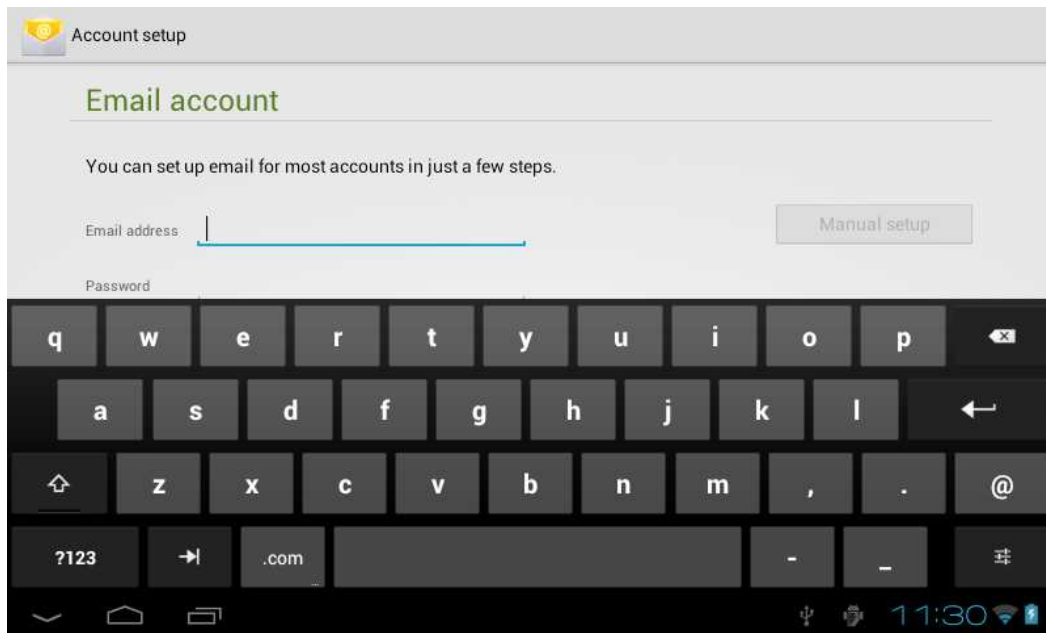 Account setup
Email account
You can set up email for most accounts in just a few steps.
Email address
Manual setup
Password
q w e r t y u i o p
a s d f g h j k l
z x c v b n m , . @
?123 .com ... - _
11:30